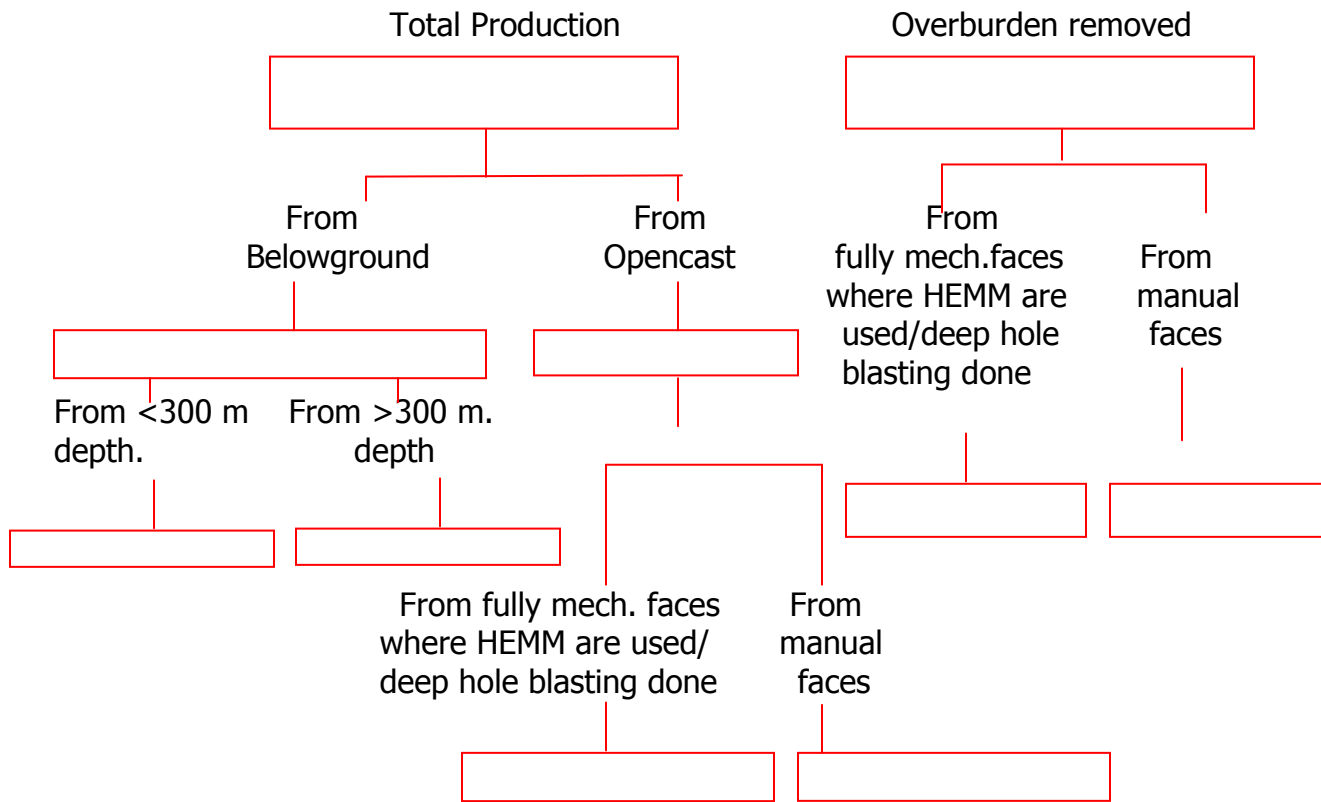 Total Production
Overburden removed
From
Belowground
From
Opencast
From
fully mech.faces
where HEMM are
used/deep hole
blasting done
From
manual
faces
From <300 m
depth.
From >300 m.
depth
From fully mech. faces
where HEMM are used/
deep hole blasting done
From
manual
faces